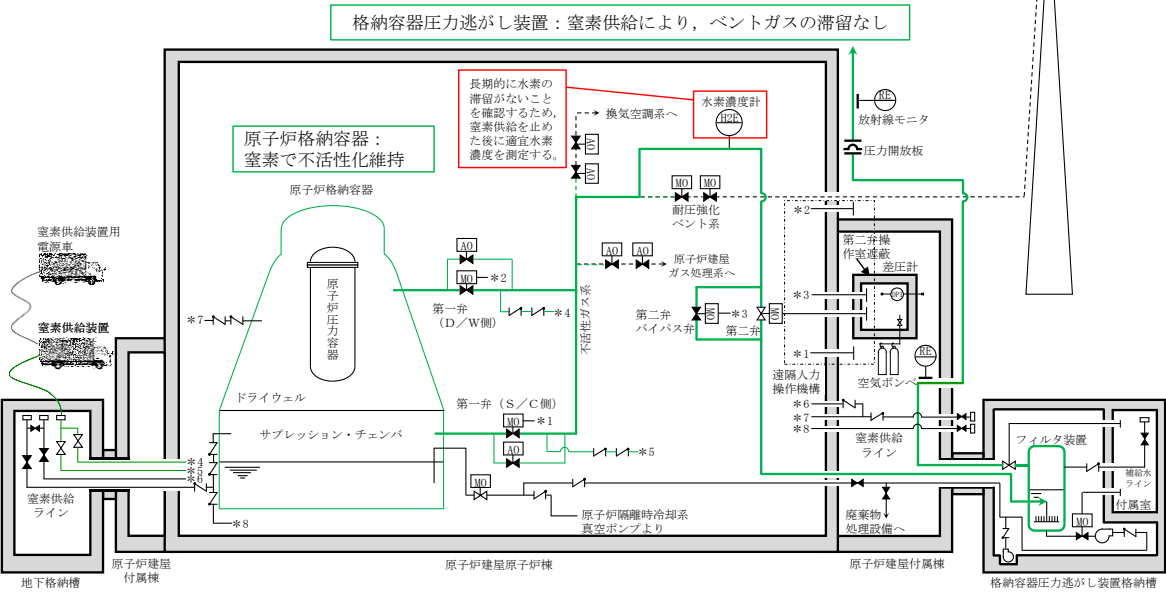 格納容器圧力逃がし装置：窒素供給により，ベントガスの滞留なし
長期的に水素の
滞留がないこと
を確認するため，
窒素供給を止め
た後に適宜水素
濃度を測定する。
水素濃度計
H2E
換気空調系へ
AO
AO
RE
放射線モニタ
圧力開放板
原子炉格納容器：
窒素で不活性化維持
原子炉格納容器
MO
MO
耐圧強化
ベント系
＊2
窒素供給装置用
電源車
AO
MO
＊2
第一弁
（Ｄ／Ｗ側）
＊4
AO
AO
原子炉建屋
ガス処理系へ
不活性ガス系
原子炉圧力容器
第二弁操
作室遮蔽
差圧計
DPI
＊3
MO
＊3
第二弁
バイパス弁
第二弁
MO
＊7
窒素供給装置
＊1
遠隔人力
操作機構
空気ボンベ
RE
ドライウェル
第一弁（Ｓ／Ｃ側）
MO
＊1
AO
＊5
サプレッション・チェンバ
＊6
＊7
＊8
窒素供給
ライン
フィルタ装置
補給水
ライン
付属室
MO
＊4
＊5
＊6
窒素供給
ライン
＊8
MO
原子炉隔離時冷却系
真空ポンプより
廃棄物
処理設備へ
地下格納槽
原子炉建屋
付属棟
原子炉建屋原子炉棟
原子炉建屋付属棟
格納容器圧力逃がし装置格納槽